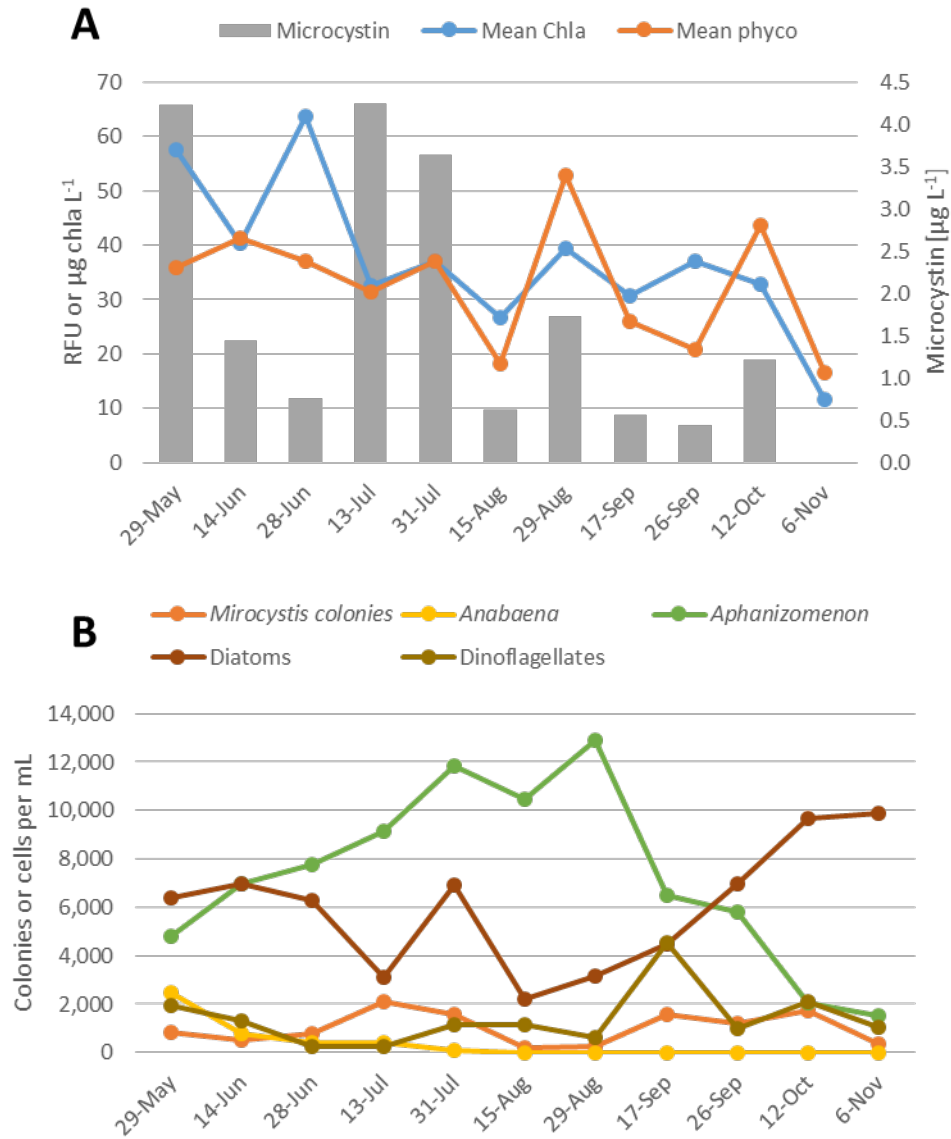 A
Microcystin Mean Chla Mean phyco
70 4.5
60 4.0
50 3.5
40 3.0
30 2.5
20 2.0
10 1.5
0 1.0
0.5
0.0
RFU or µg chla L⁻¹
Microcystin [µg L⁻¹]
29-May 14-Jun 28-Jun 13-Jul 31-Jul 15-Aug 29-Aug 17-Sep 26-Sep 12-Oct 6-Nov
B
Mirocystis colonies Anabaena Aphanizomenon
Diatoms Dinoflagellates
14,000
12,000
10,000
8,000
6,000
4,000
2,000
0
Colonies or cells per mL
29-May 14-Jun 28-Jun 13-Jul 31-Jul 15-Aug 29-Aug 17-Sep 26-Sep 12-Oct 6-Nov